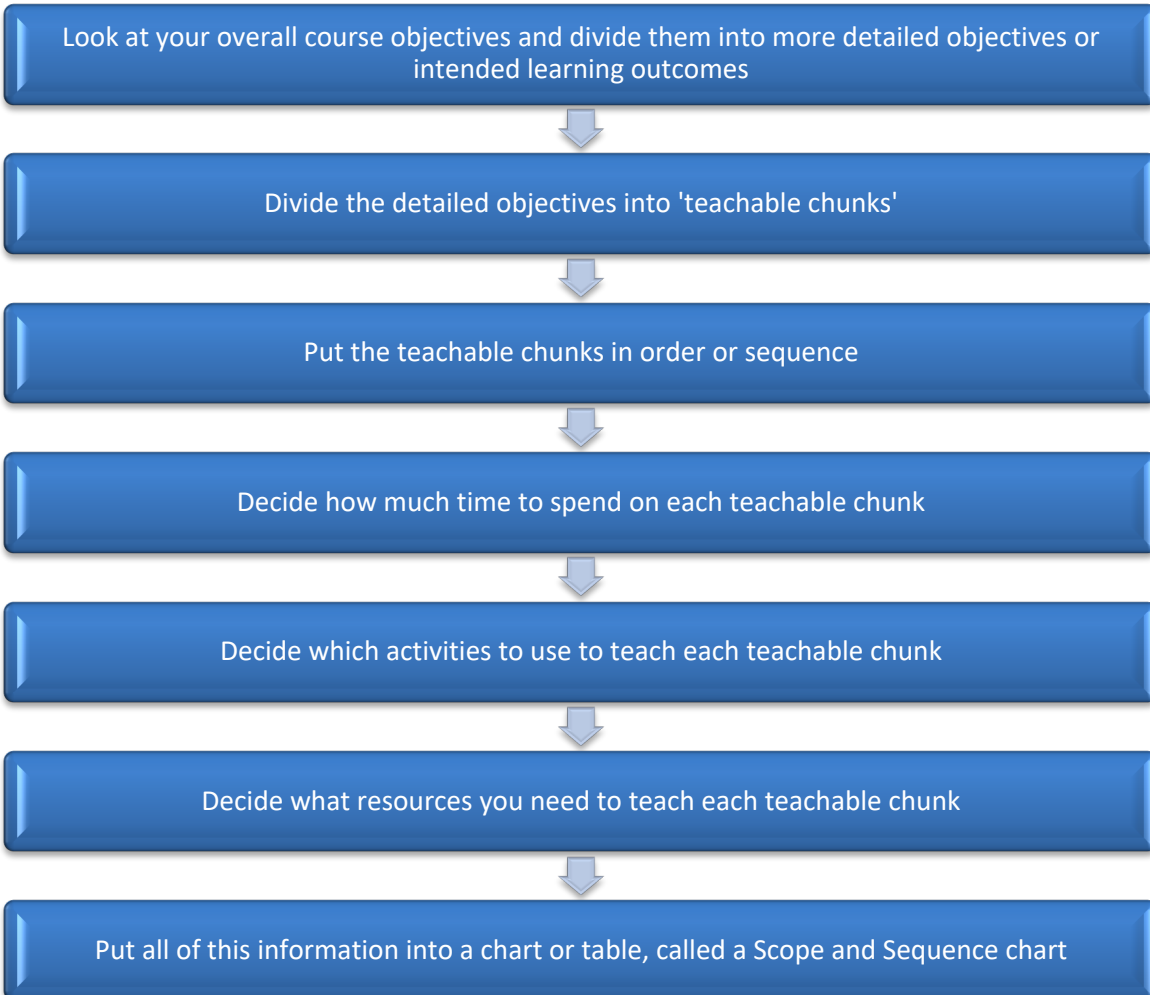 Look at your overall course objectives and divide them into more detailed objectives or
intended learning outcomes
Divide the detailed objectives into 'teachable chunks'
Put the teachable chunks in order or sequence
Decide how much time to spend on each teachable chunk
Decide which activities to use to teach each teachable chunk
Decide what resources you need to teach each teachable chunk
Put all of this information into a chart or table, called a Scope and Sequence chart